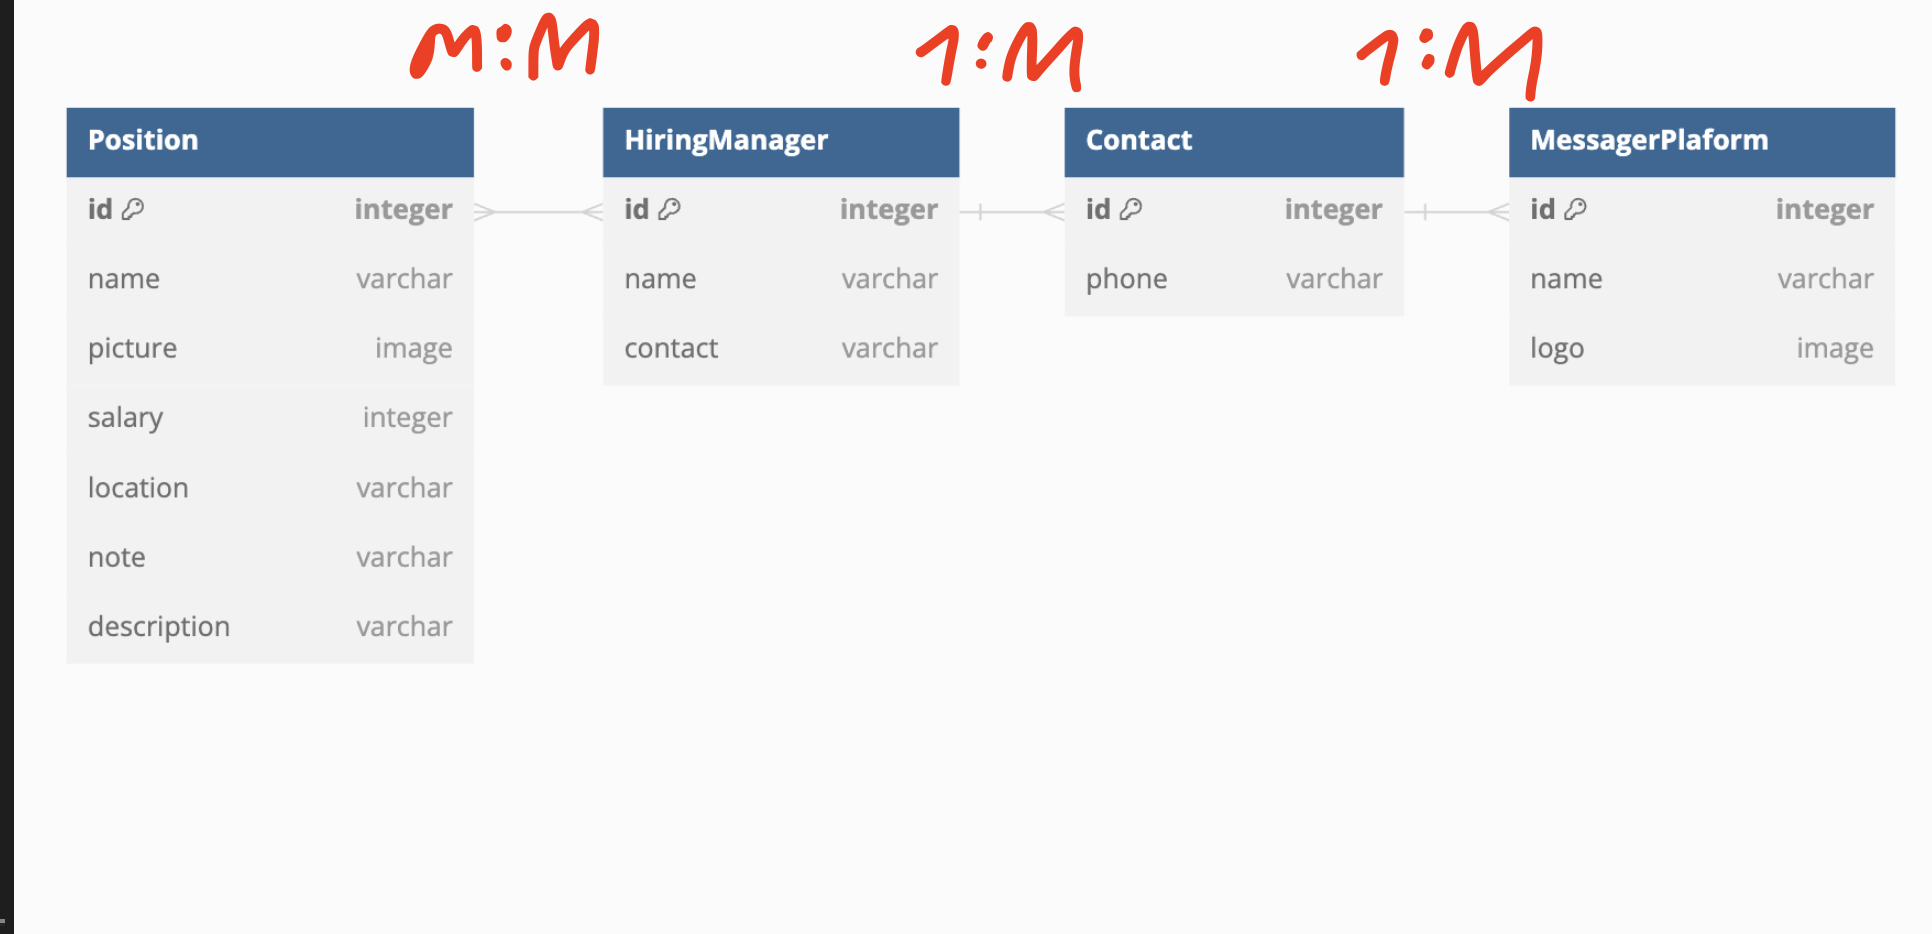 M:M 1:M 1:M
Position
id integer
name varchar
picture image
salary integer
location varchar
note varchar
description varchar
HiringManager
id integer
name varchar
contact varchar
Contact
id integer
phone varchar
MessagerPlaform
id integer
name varchar
logo image